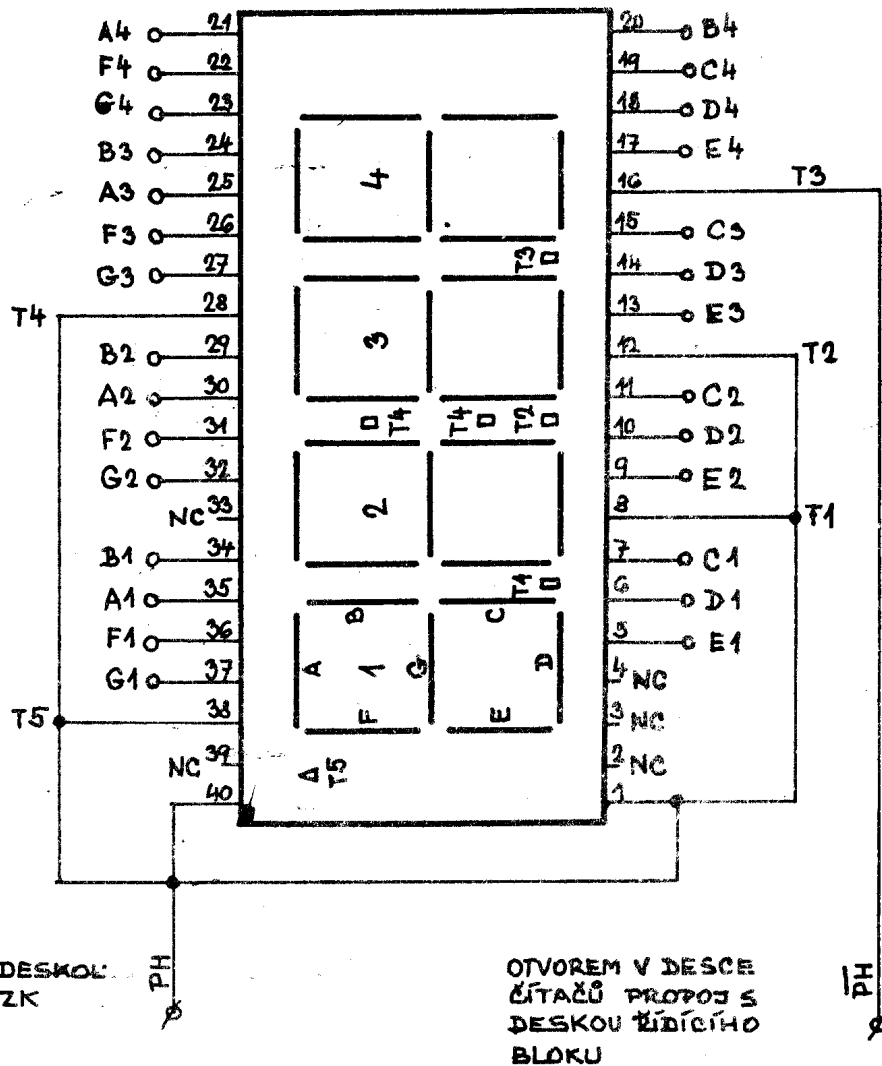 A4 21 20 B4
F4 22 19 C4
G4 23 18 D4
B3 24 17 E4
A3 25 16 T3
F3 26 15 C3
G3 27 14 D3
T4 28 13 E3
B2 29 12 T2
A2 30 11 C2
F2 31 10 D2
G2 32 9 E2
NC 33 8 T1
B1 34 7 C1
A1 35 6 D1
F1 36 5 E1
G1 37 4 NC
T5 38 3 NC
NC 39 2 NC
40 1
4
T3
3
T4 T4 T2
2
T1
B C
A 1 G D
F E
T5
ZK
PH
OTVOREM V DESCE
ČÍTAČŮ PROPOJ S
DESKOU ŘÍDÍCÍHO
BLOKU
PH